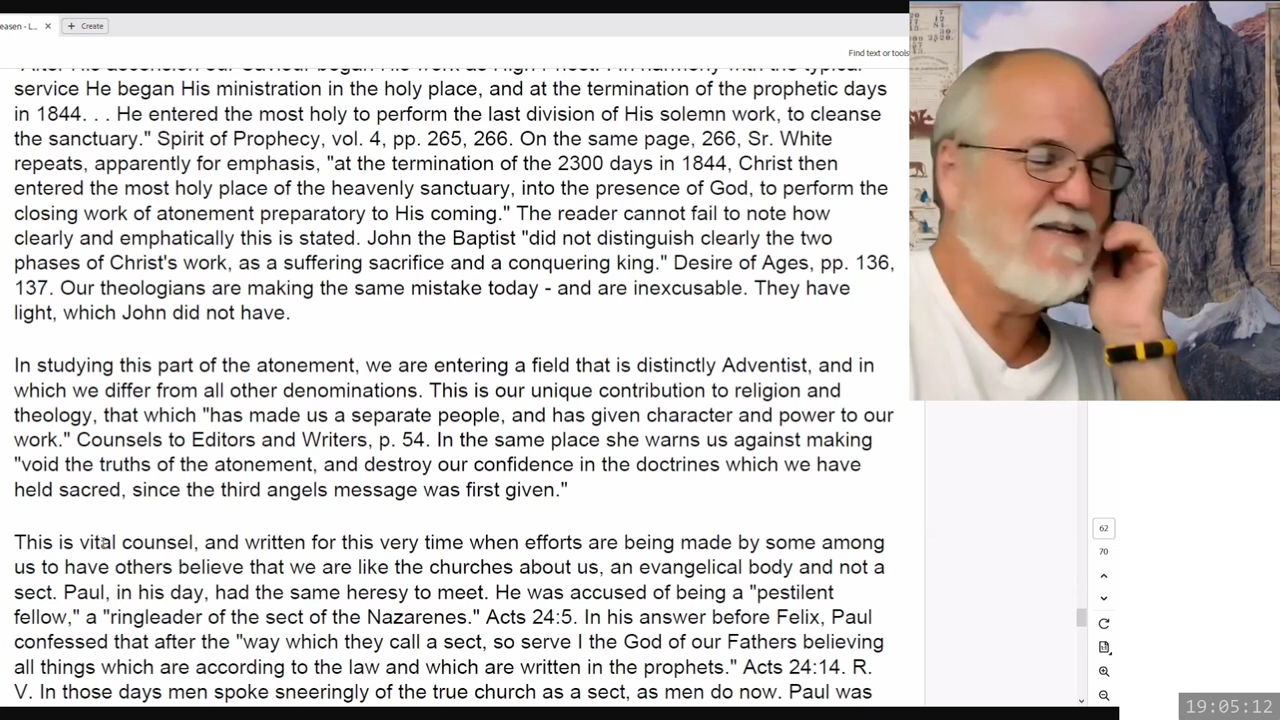 easen - L...
Create
Find text or tools
service He began His ministration in the holy place, and at the termination of the prophetic days
in 1844. . . He entered the most holy to perform the last division of His solemn work, to cleanse
the sanctuary." Spirit of Prophecy, vol. 4, pp. 265, 266. On the same page, 266, Sr. White
repeats, apparently for emphasis, "at the termination of the 2300 days in 1844, Christ then
entered the most holy place of the heavenly sanctuary, into the presence of God, to perform the
closing work of atonement preparatory to His coming." The reader cannot fail to note how
clearly and emphatically this is stated. John the Baptist "did not distinguish clearly the two
phases of Christ's work, as a suffering sacrifice and a conquering king." Desire of Ages, pp. 136,
137. Our theologians are making the same mistake today - and are inexcusable. They have
light, which John did not have.
In studying this part of the atonement, we are entering a field that is distinctly Adventist, and in
which we differ from all other denominations. This is our unique contribution to religion and
theology, that which "has made us a separate people, and has given character and power to our
work." Counsels to Editors and Writers, p. 54. In the same place she warns us against making
"void the truths of the atonement, and destroy our confidence in the doctrines which we have
held sacred, since the third angels message was first given."
This is vital counsel, and written for this very time when efforts are being made by some among
us to have others believe that we are like the churches about us, an evangelical body and not a
sect. Paul, in his day, had the same heresy to meet. He was accused of being a "pestilent
fellow," a "ringleader of the sect of the Nazarenes." Acts 24:5. In his answer before Felix, Paul
confessed that after the "way which they call a sect, so serve I the God of our Fathers believing
all things which are according to the law and which are written in the prophets." Acts 24:14. R.
V. In those days men spoke sneeringly of the true church as a sect, as men do now. Paul was
62
70
19:05:12